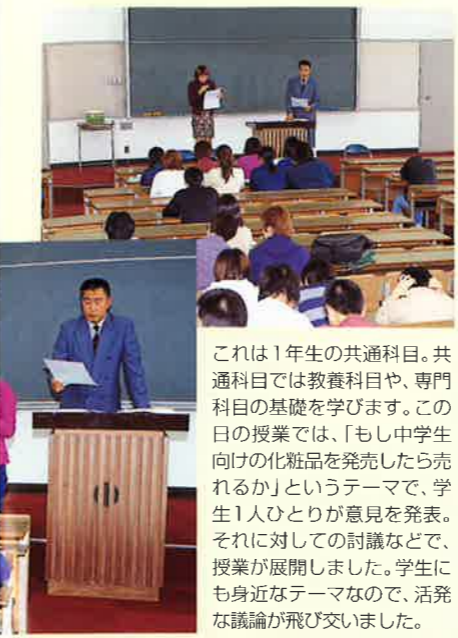 これは1年生の共通科目。共
通科目では教養科目や、専門
科目の基礎を学びます。この
日の授業では、「もし中学生
向けの化粧品を発売したら売
れるか」というテーマで、学
生1人ひとりが意見を発表。
それに対しての討議などで、
授業が展開しました。学生に
も身近なテーマなので、活発
な議論が飛び交いました。